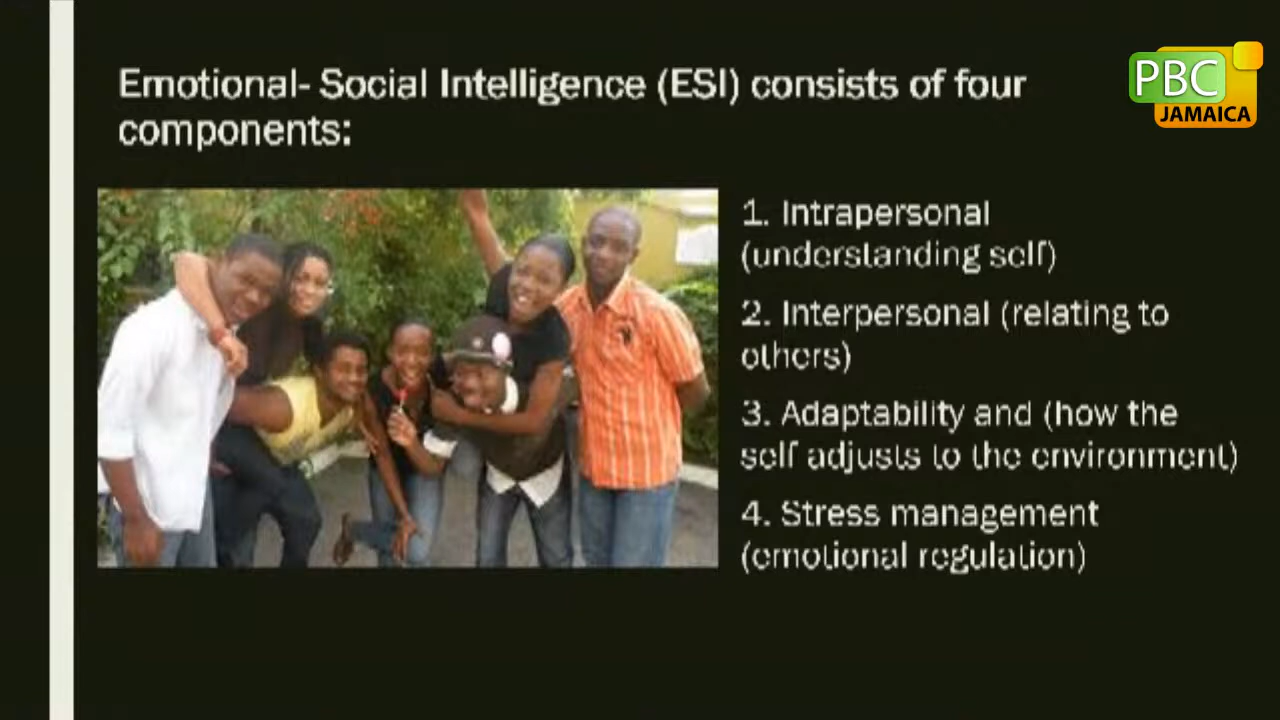 Emotional- Social Intelligence (ESI) consists of four
components:
PBC
JAMAICA
1. Intrapersonal
(understanding self)
2. Interpersonal (relating to
others)
3. Adaptability and (how the
self adjusts to the environment)
4. Stress management
(emotional regulation)